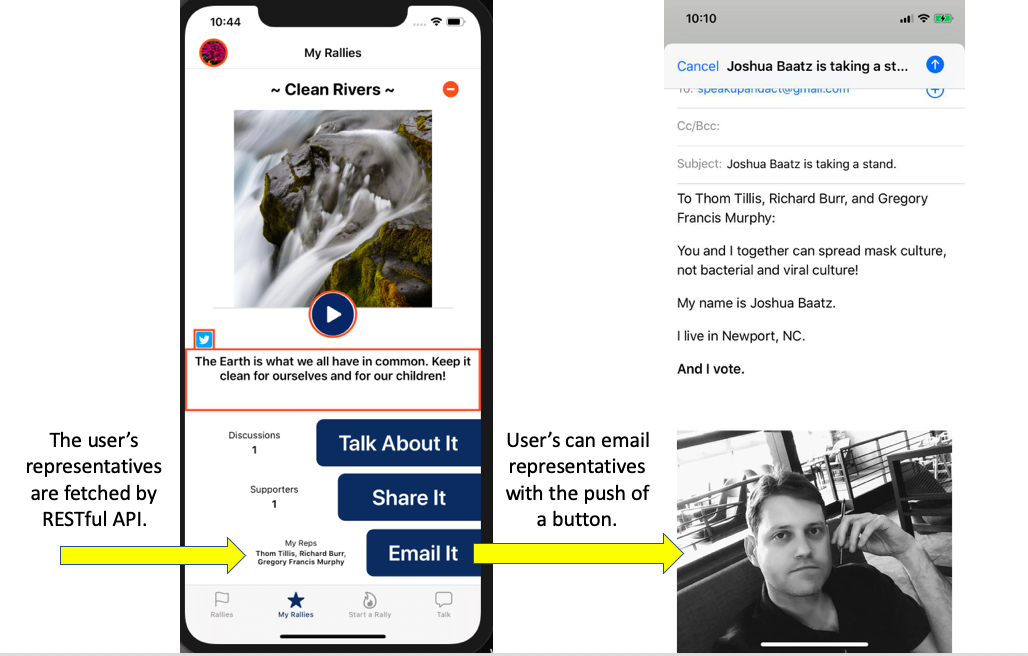 10:44
My Rallies
~ Clean Rivers ~
The Earth is what we all have in common. Keep it
clean for ourselves and for our children!
Discussions
1
Talk About It
Supporters
1
Share It
My Reps
Thom Tillis, Richard Burr,
Gregory Francis Murphy
Email It
Rallies
My Rallies
Start a Rally
Talk
The user’s
representatives
are fetched by
RESTful API.
User’s can email
representatives
with the push of
a button.
10:10
Cancel Joshua Baatz is taking a st...
To: speakupandact@gmail.com
Cc/Bcc:
Subject: Joshua Baatz is taking a stand.
To Thom Tillis, Richard Burr, and Gregory
Francis Murphy:
You and I together can spread mask culture,
not bacterial and viral culture!
My name is Joshua Baatz.
I live in Newport, NC.
And I vote.